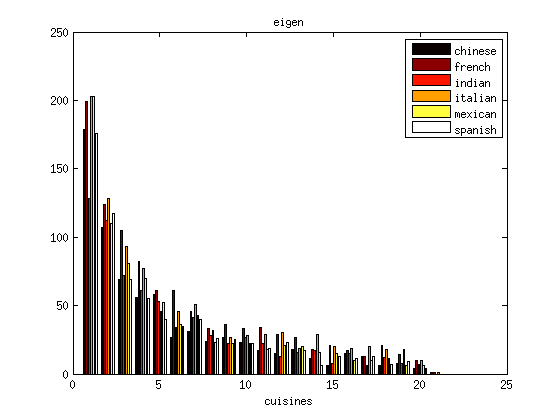 eigen
250
200
150
100
50
0
chinese
french
indian
italian
mexican
spanish
0 5 10 15 20 25
cuisines